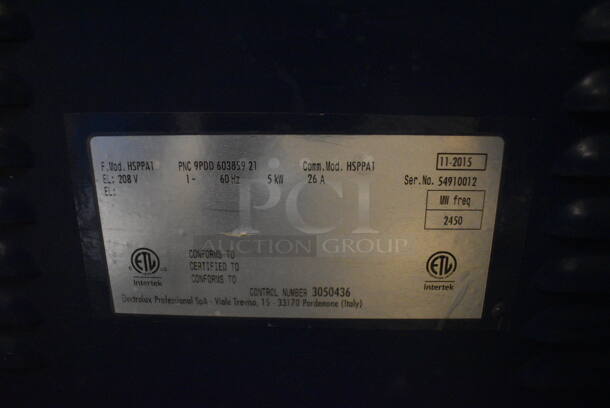 F.Mod. HSPPA1 PNC 9PDD 603859 21 Comm.Mod. HSPPA1 11-2015
EL: 208 V 1~ 60 Hz 5 kW 26 A Ser.No. 54910012
EL:
MW freq
2450
PCI
AUCTION GROUP
CONFORMS TO
CERTIFIED TO
CONFORMS TO
ETL
Intertek
ETL
Intertek
CONTROL NUMBER 3050436
Electrolux Professional SpA - Viale Treviso, 15 - 33170 Pordenone (Italy)